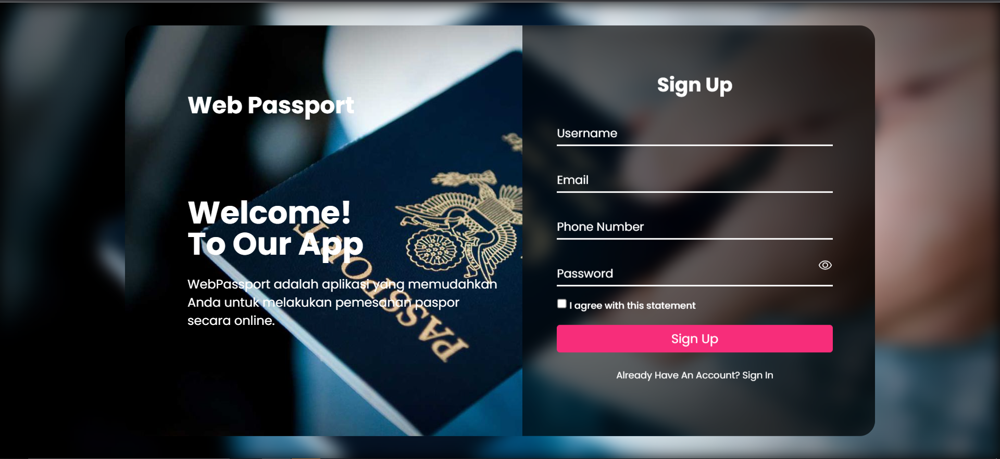 Web Passport
Welcome!
To Our App
WebPassport adalah aplikasi yang memudahkan
Anda untuk melakukan pemesanan paspor
secara online.
PASSPORT
Sign Up
Username
Email
Phone Number
Password
I agree with this statement
Sign Up
Already Have An Account? Sign In